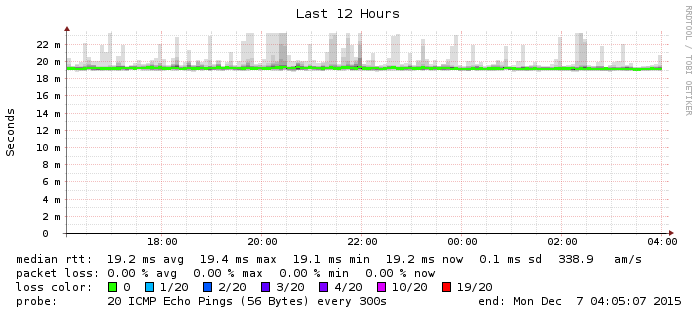 Last 12 Hours
RRDTOOL / TOBI OETIKER
Seconds
22 m
20 m
18 m
16 m
14 m
12 m
10 m
8 m
6 m
4 m
2 m
0
18:00 20:00 22:00 00:00 02:00 04:00
median rtt: 19.2 ms avg 19.4 ms max 19.1 ms min 19.2 ms now 0.1 ms sd 338.9 am/s
packet loss: 0.00 % avg 0.00 % max 0.00 % min 0.00 % now
loss color: 0 1/20 2/20 3/20 4/20 10/20 19/20
probe: 20 ICMP Echo Pings (56 Bytes) every 300s end: Mon Dec 7 04:05:07 2015